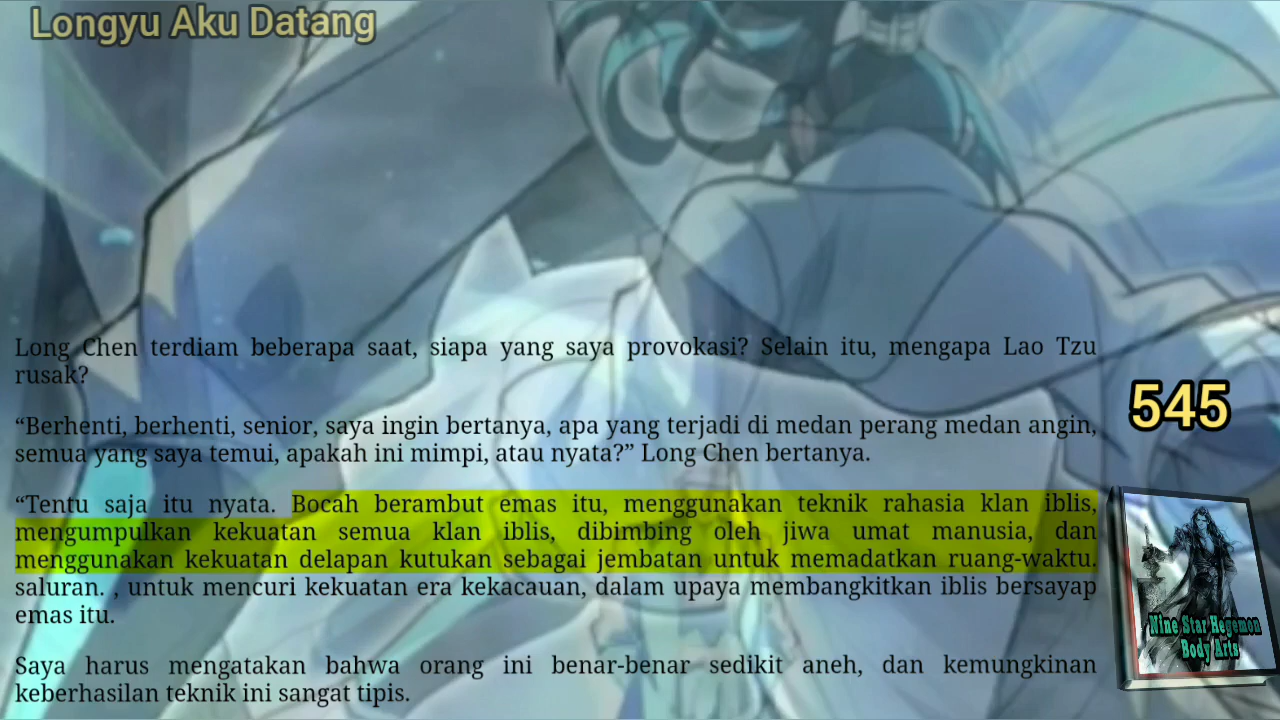 Longyu Aku Datang
Long Chen terdiam beberapa saat, siapa yang saya provokasi? Selain itu, mengapa Lao Tzu
rusak?
“Berhenti, berhenti, senior, saya ingin bertanya, apa yang terjadi di medan perang medan angin,
semua yang saya temui, apakah ini mimpi, atau nyata?” Long Chen bertanya.
“Tentu saja itu nyata. Bocah berambut emas itu, menggunakan teknik rahasia klan iblis,
mengumpulkan kekuatan semua klan iblis, dibimbing oleh jiwa umat manusia, dan
menggunakan kekuatan delapan kutukan sebagai jembatan untuk memadatkan ruang-waktu.
saluran. , untuk mencuri kekuatan era kekacauan, dalam upaya membangkitkan iblis bersayap
emas itu.
Saya harus mengatakan bahwa orang ini benar-benar sedikit aneh, dan kemungkinan
keberhasilan teknik ini sangat tipis.
545
Nine Star Hegemon
Body Arts